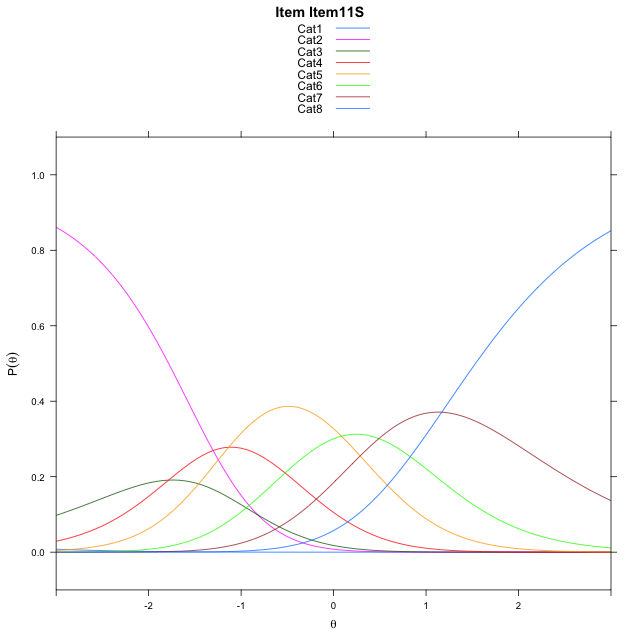 Item Item11S
Cat1
Cat2
Cat3
Cat4
Cat5
Cat6
Cat7
Cat8
1.0
0.8
0.6
0.4
0.2
0.0
P(θ)
-2 -1 0 1 2
θ